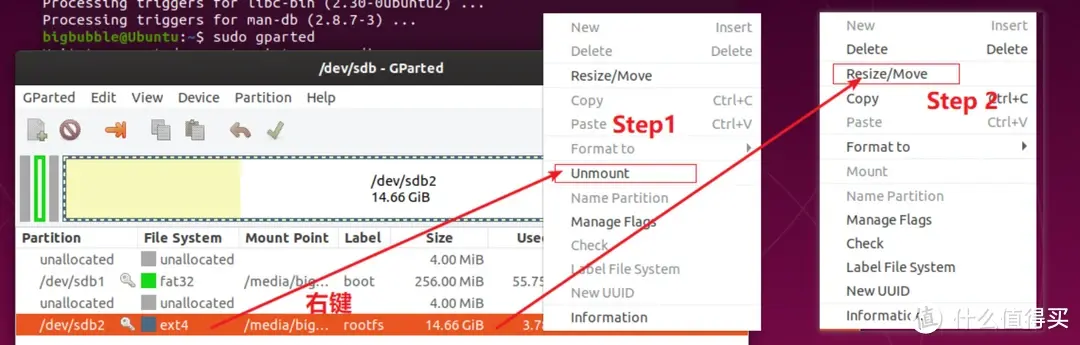 Processing triggers for libc-bin (2.30-0ubuntu2) ...
Processing triggers for man-db (2.8.7-3) ...
bigbubble@Ubuntu:~$ sudo gparted
/dev/sdb - GParted
GParted Edit View Device Partition Help
/dev/sdb2
14.66 GiB
Partition File System Mount Point Label Size Used
unallocated unallocated 4.00 MiB
/dev/sdb1 fat32 /media/big... boot 256.00 MiB 55.75
unallocated unallocated 4.00 MiB
/dev/sdb2 ext4 /media/big... rootfs 14.66 GiB 3.78
右键
New Insert
Delete Delete
Resize/Move
Copy Ctrl+C
Step1
Paste Ctrl+V
Format to
Unmount
Name Partition
Manage Flags
Check
Label File System
New UUID
Information
New Insert
Delete Delete
Resize/Move
Step 2
Copy Ctrl+C
Paste Ctrl+V
Format to
Mount
Name Partition
Manage Flags
Check
Label File System
New UUID
Information
值 什么值得买